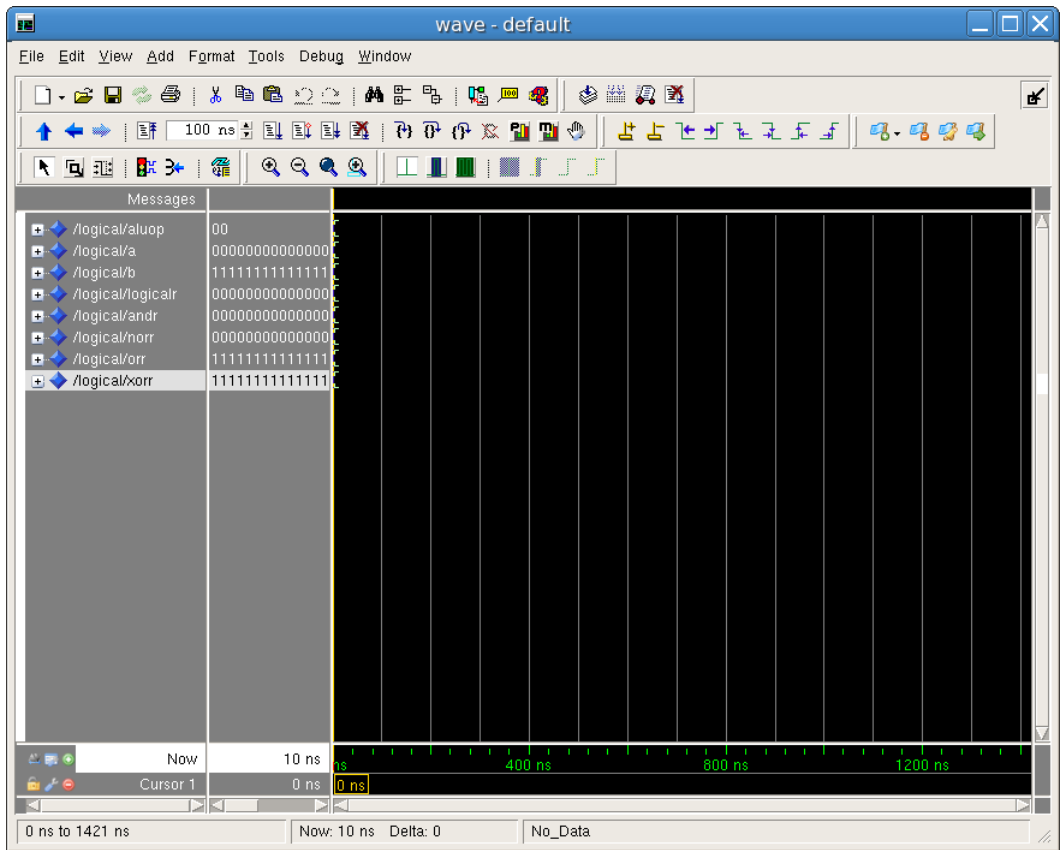 wave - default
File Edit View Add Format Tools Debug Window
100 ns
Messages
/logical/aluop 00
/logical/a 00000000000000
/logical/b 11111111111111
/logical/logicalr 00000000000000
/logical/andr 00000000000000
/logical/norr 00000000000000
/logical/orr 11111111111111
/logical/xorr 11111111111111
Now 10 ns ns 400 ns 800 ns 1200 ns
Cursor 1 0 ns 0 ns
0 ns to 1421 ns Now: 10 ns Delta: 0 No_Data